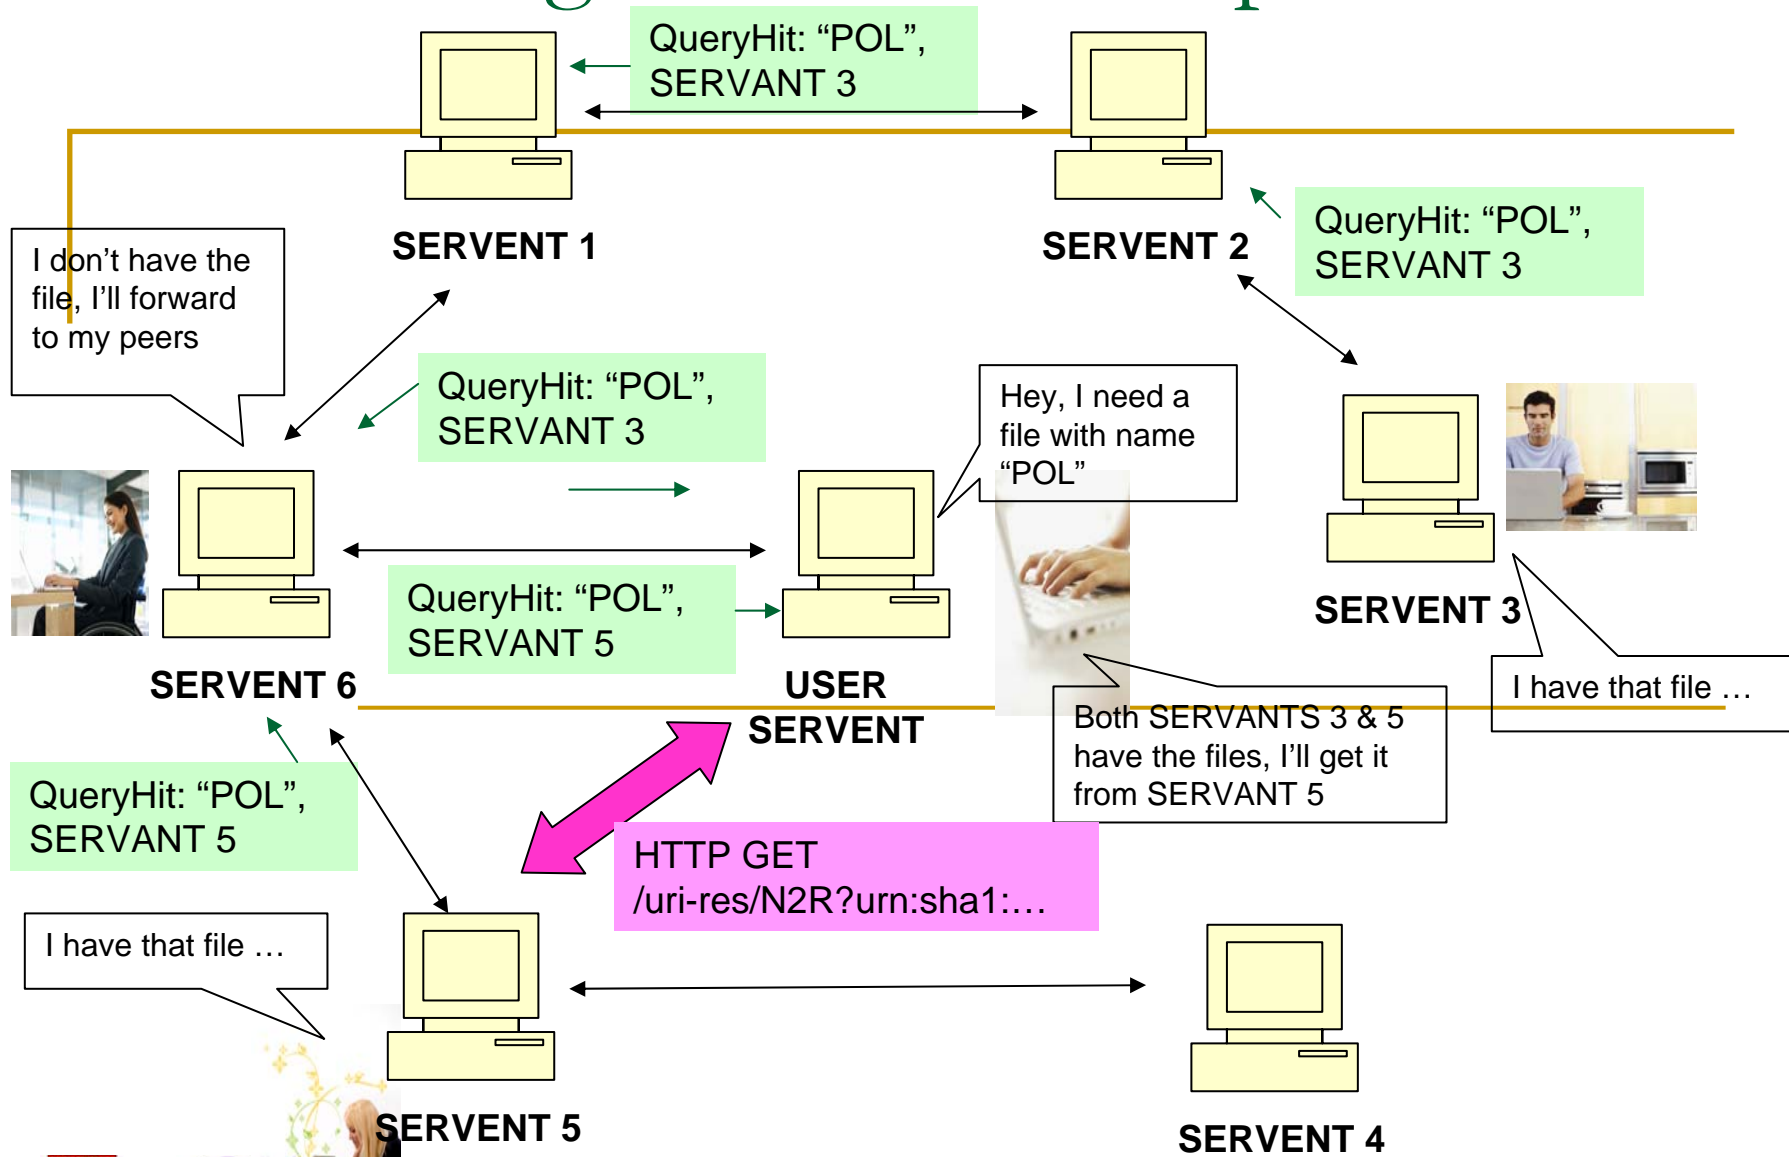 QueryHit: “POL”,
SERVANT 3
SERVENT 1
SERVENT 2
QueryHit: “POL”,
SERVANT 3
I don’t have the
file, I’ll forward
to my peers
QueryHit: “POL”,
SERVANT 3
Hey, I need a
file with name
“POL”
QueryHit: “POL”,
SERVANT 5
SERVENT 3
SERVENT 6
USER
SERVENT
I have that file …
Both SERVANTS 3 & 5
have the files, I’ll get it
from SERVANT 5
QueryHit: “POL”,
SERVANT 5
HTTP GET
/uri-res/N2R?urn:sha1:…
I have that file …
SERVENT 5
SERVENT 4